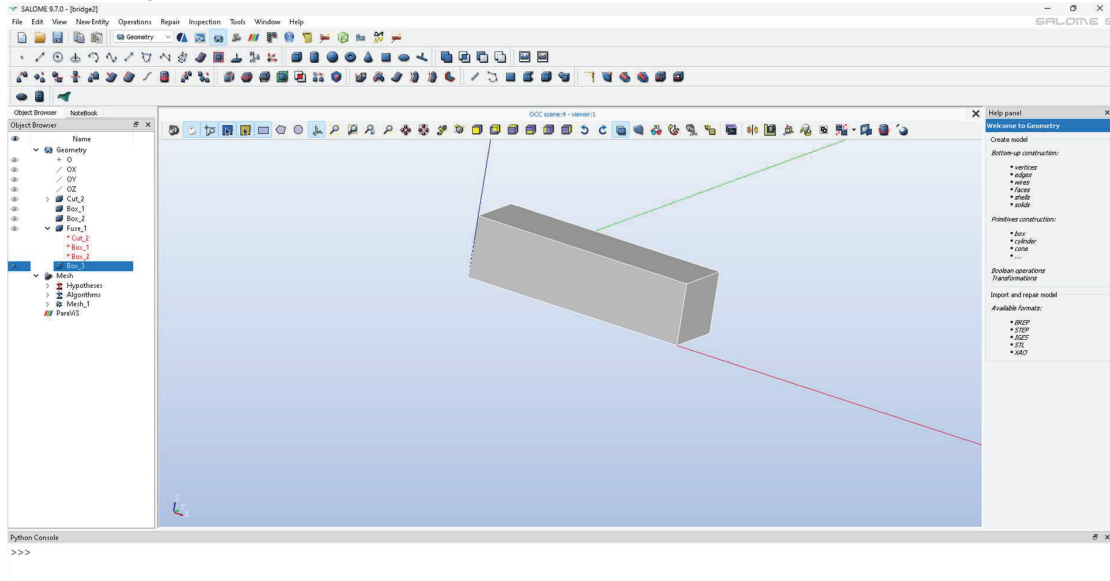 SALOME 9.7.0 - [bridge2]
File Edit View New Entity Operations Repair Inspection Tools Window Help
SALOME 9
Geometry
Object Browser NoteBook
Object Browser
Name
Geometry
O
OX
OY
OZ
Cut_2
Box_1
Box_2
Fuse_1
* Cut_2
* Box_1
* Box_2
Box_3
Mesh
Hypotheses
Algorithms
Mesh_1
ParaViS
OCC scene:4 - viewer:1
Help panel
Welcome to Geometry
Create model
Bottom-up construction:
• vertices
• edges
• wires
• faces
• shells
• solids
Primitives construction:
• box
• cylinder
• cone
• ...
Boolean operations
Transformations
Import and repair model
Available formats:
• BREP
• STEP
• IGES
• STL
• XAO
Python Console
>>>